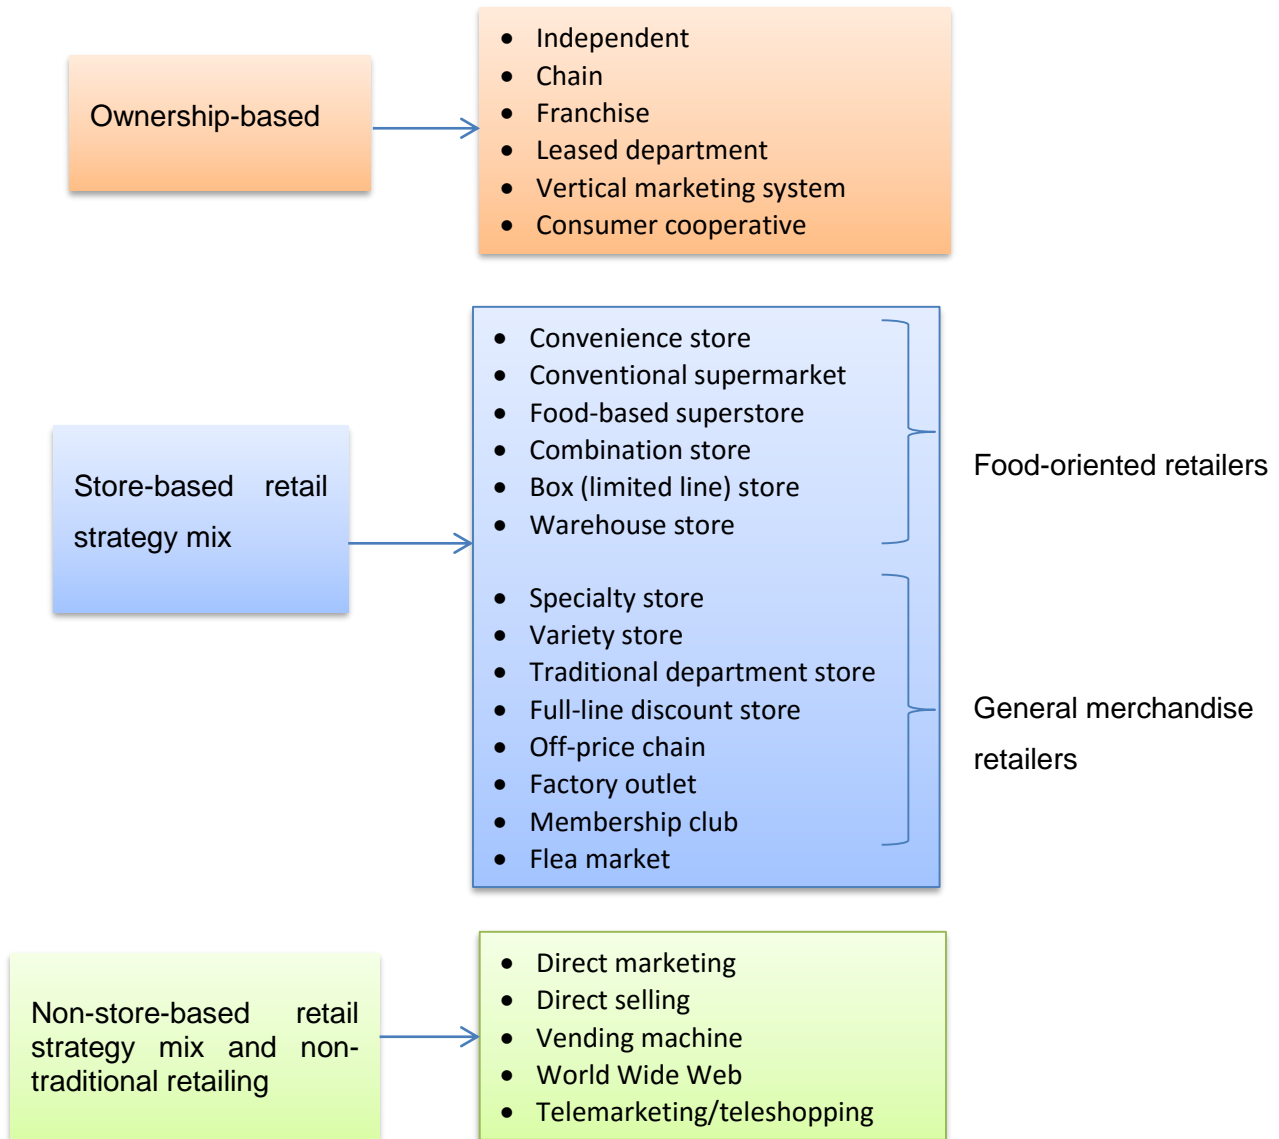 Ownership-based
• Independent
• Chain
• Franchise
• Leased department
• Vertical marketing system
• Consumer cooperative
Store-based retail
strategy mix
• Convenience store
• Conventional supermarket
• Food-based superstore
• Combination store
• Box (limited line) store
• Warehouse store
Food-oriented retailers
• Specialty store
• Variety store
• Traditional department store
• Full-line discount store
• Off-price chain
• Factory outlet
• Membership club
• Flea market
General merchandise
retailers
Non-store-based retail
strategy mix and non-
traditional retailing
• Direct marketing
• Direct selling
• Vending machine
• World Wide Web
• Telemarketing/teleshopping